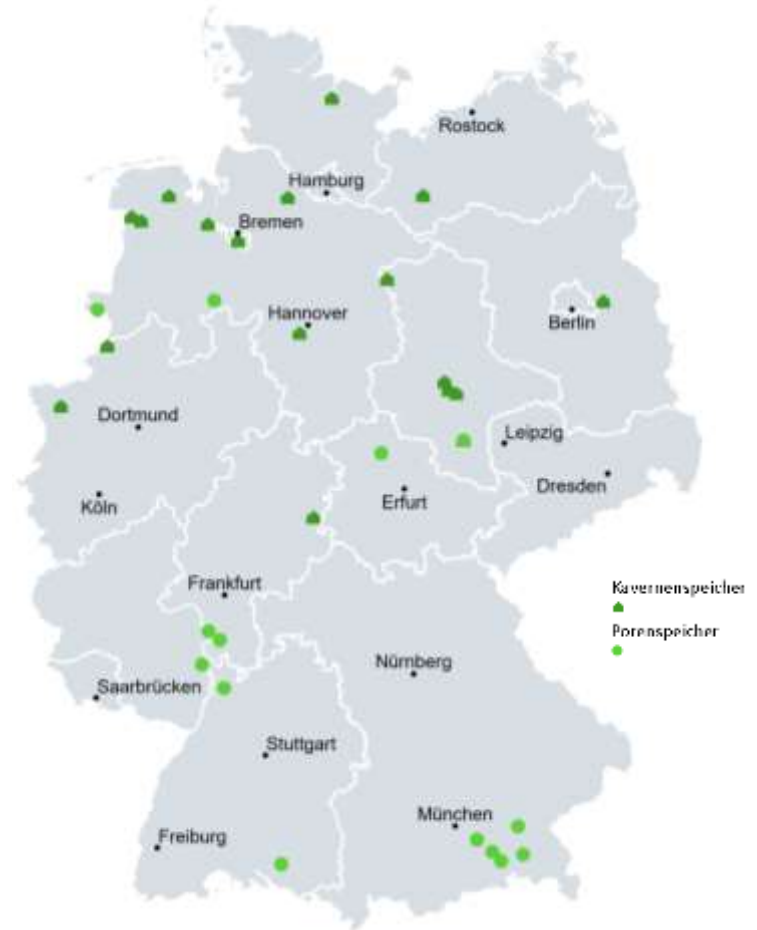 Rostock
Hamburg
Bremen
Hannover
Berlin
Dortmund
Leipzig
Köln
Erfurt
Dresden
Frankfurt
Kavernenspeicher
Porenspeicher
Nürnberg
Saarbrücken
Stuttgart
München
Freiburg